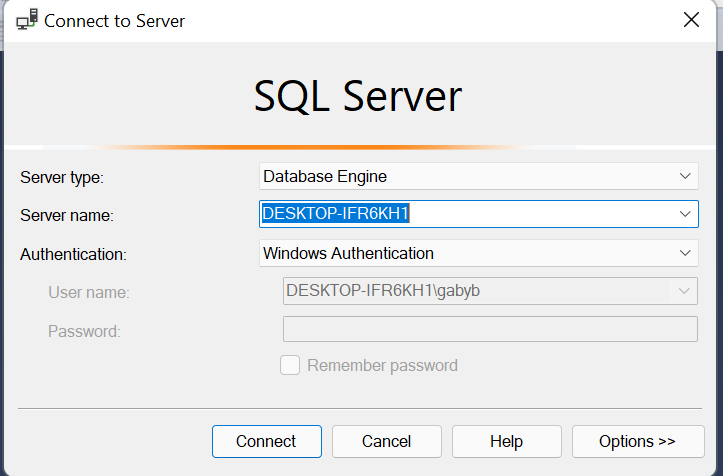 Connect to Server
SQL Server
Server type: Database Engine
Server name: DESKTOP-IFR6KH1
Authentication: Windows Authentication
User name: DESKTOP-IFR6KH1\gabyb
Password:
Remember password
Connect Cancel Help Options >>